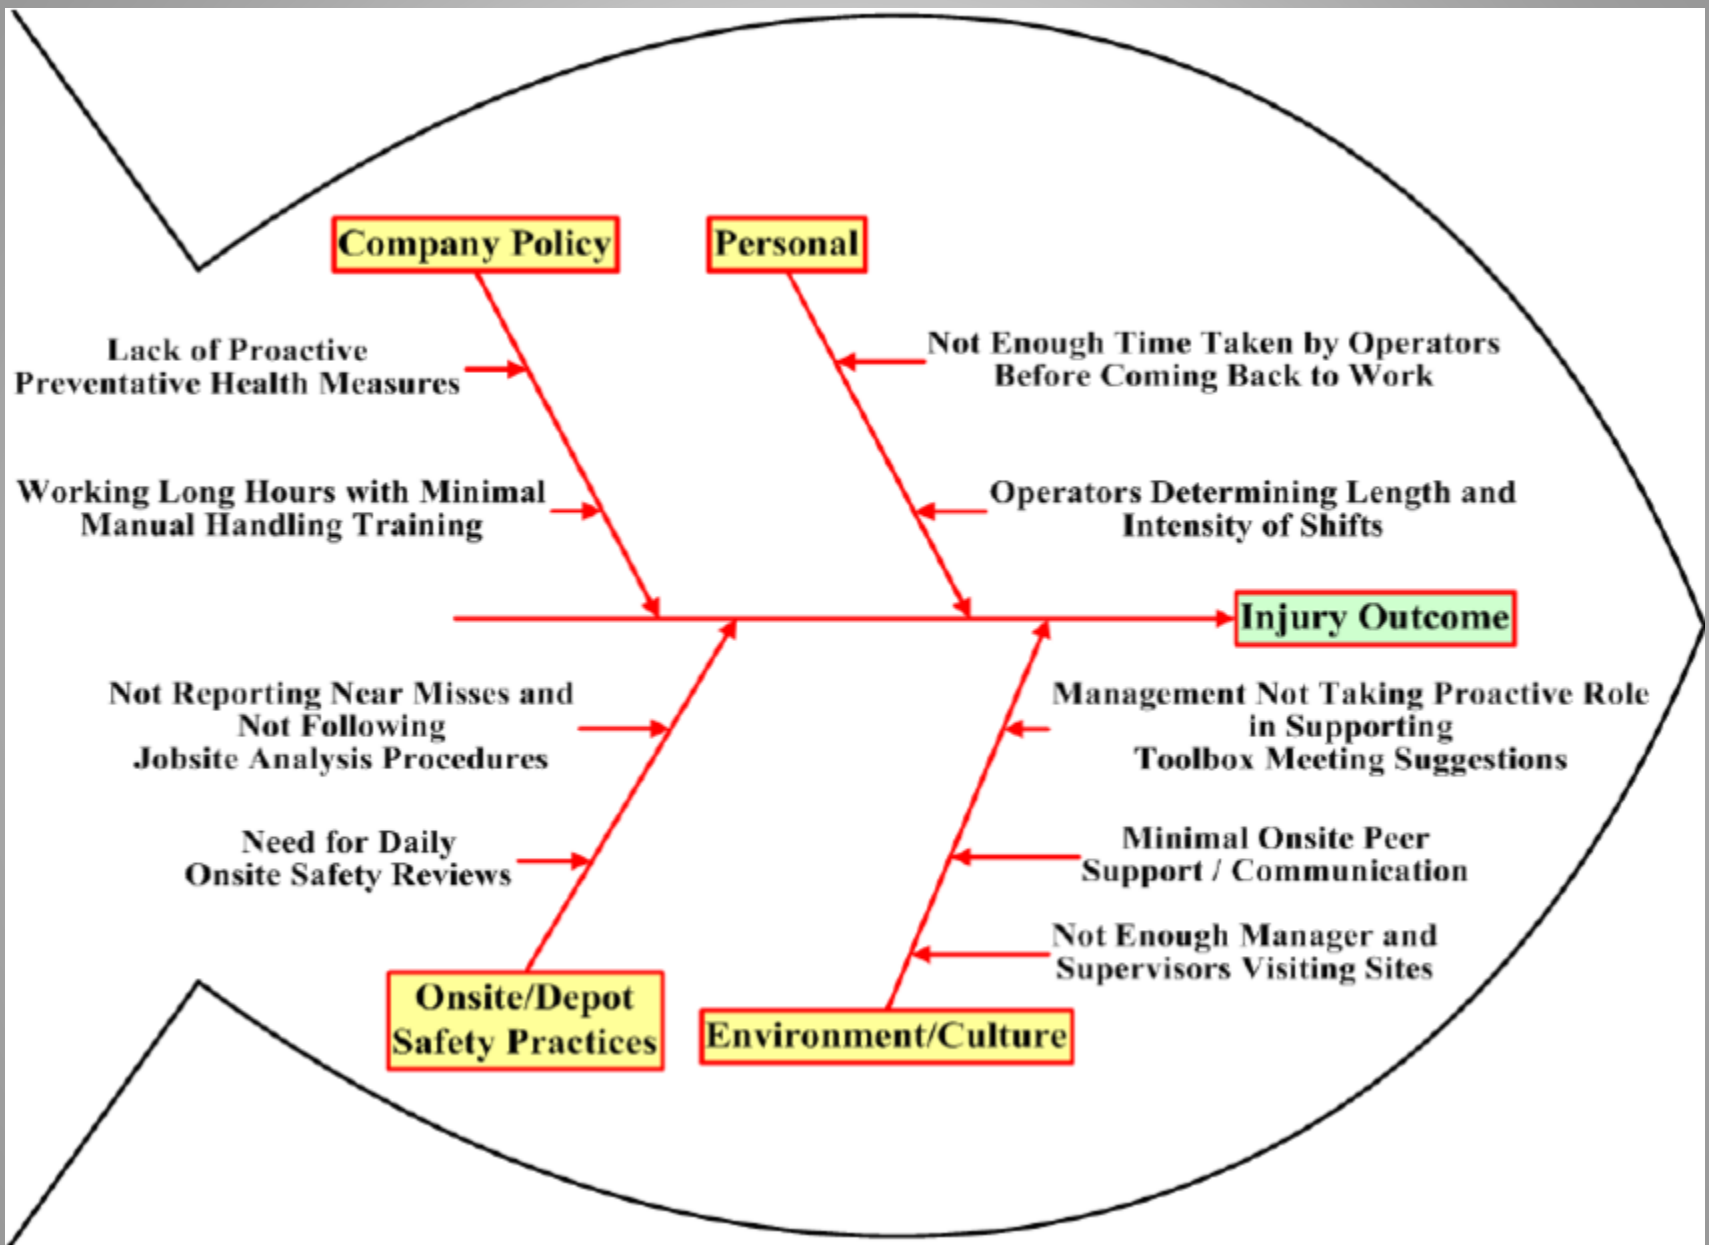 Company Policy
Personal
Lack of Proactive
Preventative Health Measures
Not Enough Time Taken by Operators
Before Coming Back to Work
Working Long Hours with Minimal
Manual Handling Training
Operators Determining Length and
Intensity of Shifts
Injury Outcome
Not Reporting Near Misses and
Not Following
Jobsite Analysis Procedures
Management Not Taking Proactive Role
in Supporting
Toolbox Meeting Suggestions
Need for Daily
Onsite Safety Reviews
Minimal Onsite Peer
Support / Communication
Not Enough Manager and
Supervisors Visiting Sites
Onsite/Depot
Safety Practices
Environment/Culture